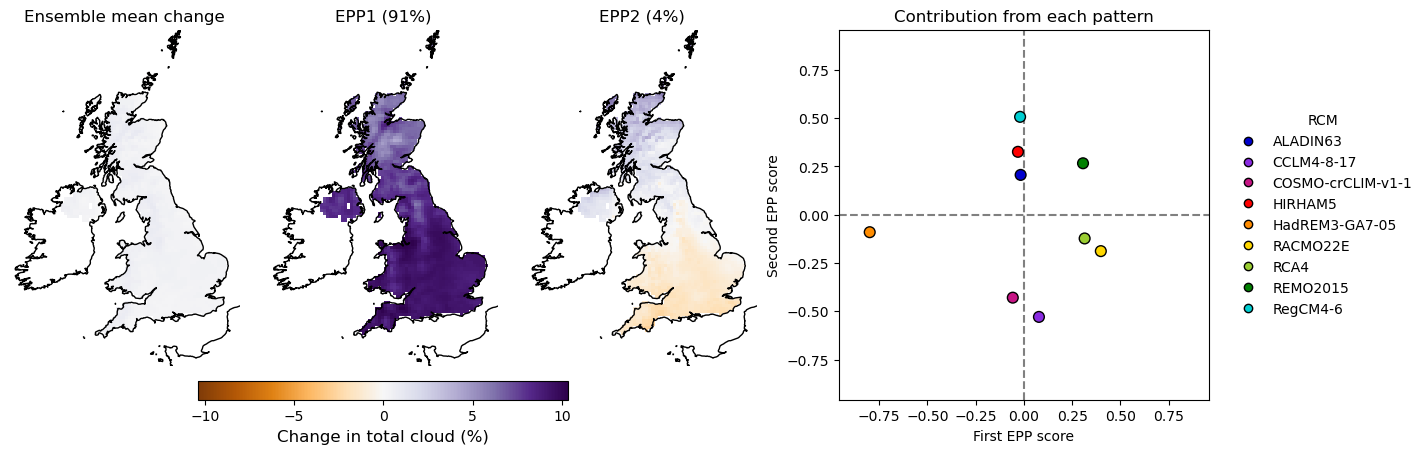 Ensemble mean change
EPP1 (91%)
EPP2 (4%)
Contribution from each pattern
−10
−5
0
5
10
Change in total cloud (%)
Second EPP score
0.75
0.50
0.25
0.00
−0.25
−0.50
−0.75
−0.75
−0.50
−0.25
0.00
0.25
0.50
0.75
First EPP score
RCM
ALADIN63
CCLM4-8-17
COSMO-crCLIM-v1-1
HIRHAM5
HadREM3-GA7-05
RACMO22E
RCA4
REMO2015
RegCM4-6